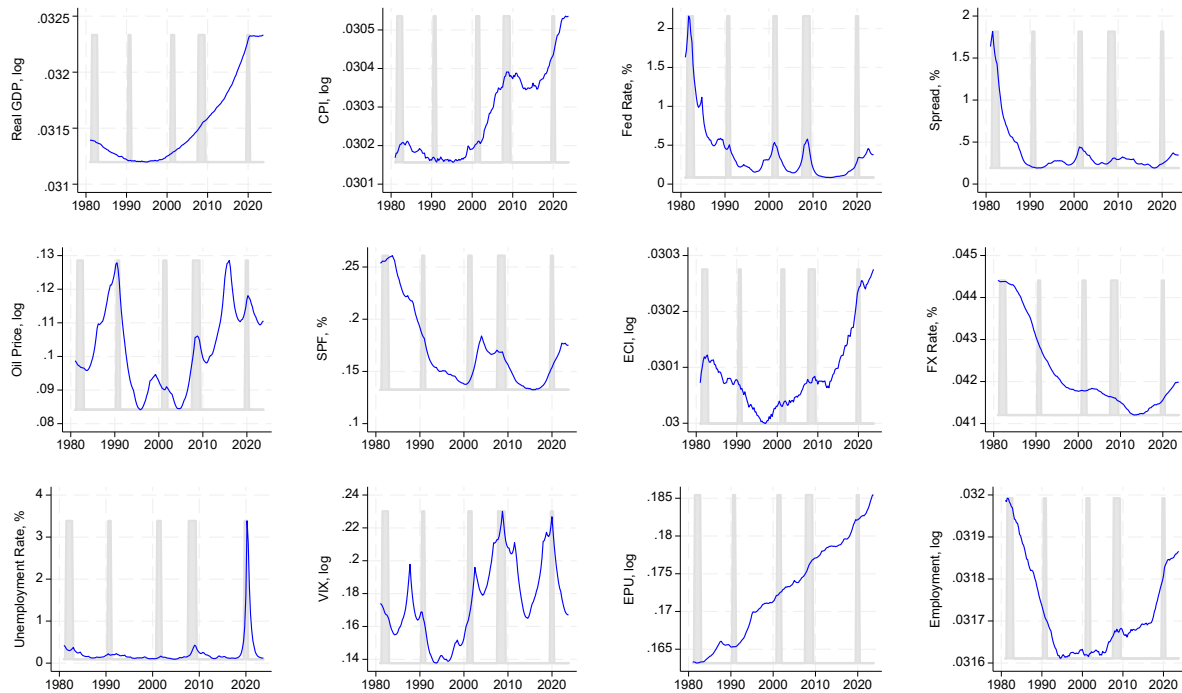 Real GDP, log
.0325
.032
.0315
.031
1980 1990 2000 2010 2020
CPI, log
.0305
.0304
.0303
.0302
.0301
1980 1990 2000 2010 2020
Fed Rate, %
2
1.5
1
.5
0
1980 1990 2000 2010 2020
Spread, %
2
1.5
1
.5
0
1980 1990 2000 2010 2020
Oil Price, log
.13
.12
.11
.1
.09
.08
1980 1990 2000 2010 2020
SPF, %
.25
.2
.15
.1
1980 1990 2000 2010 2020
ECI, log
.0303
.0302
.0301
.03
1980 1990 2000 2010 2020
FX Rate, %
.045
.044
.043
.042
.041
1980 1990 2000 2010 2020
Unemployment Rate, %
4
3
2
1
0
1980 1990 2000 2010 2020
VIX, log
.24
.22
.2
.18
.16
.14
1980 1990 2000 2010 2020
EPU, log
.185
.18
.175
.17
.165
1980 1990 2000 2010 2020
Employment, log
.032
.0319
.0318
.0317
.0316
1980 1990 2000 2010 2020